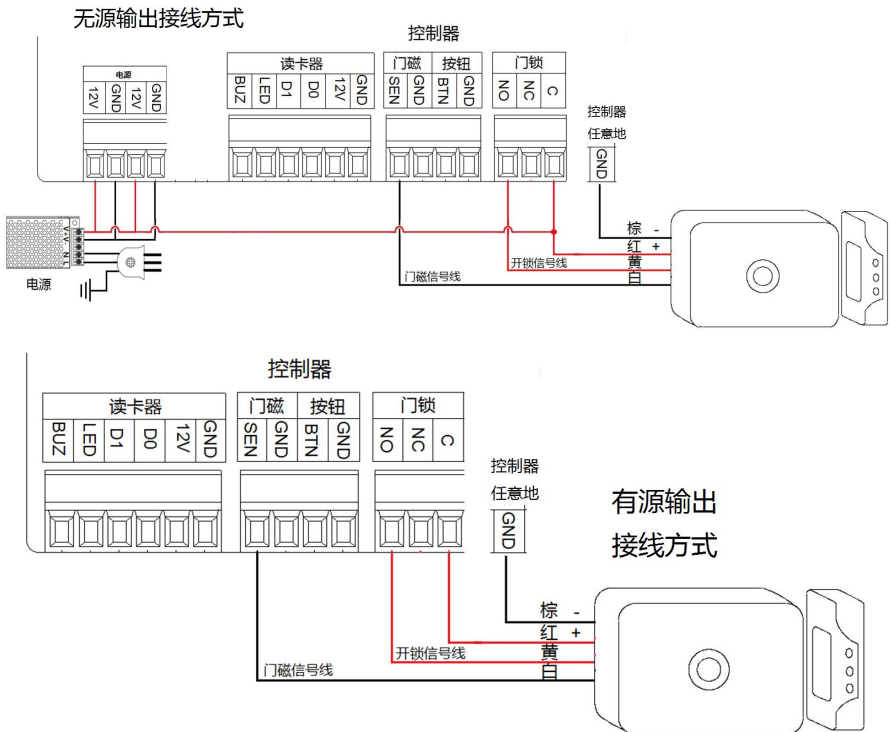 无源输出接线方式
控制器
电源
12V GND 12V GND
读卡器
BUZ LED D1 D0 12V GND
门磁 按钮
SEN GND BTN GND
门锁
NO NC C
控制器
任意地
GND
V+ V- N L
电源
棕 -
红 +
黄
白
开锁信号线
门磁信号线
控制器
读卡器
BUZ LED D1 D0 12V GND
门磁 按钮
SEN GND BTN GND
门锁
NO NC C
控制器
任意地
GND
有源输出
接线方式
棕 -
红 +
黄
白
开锁信号线
门磁信号线